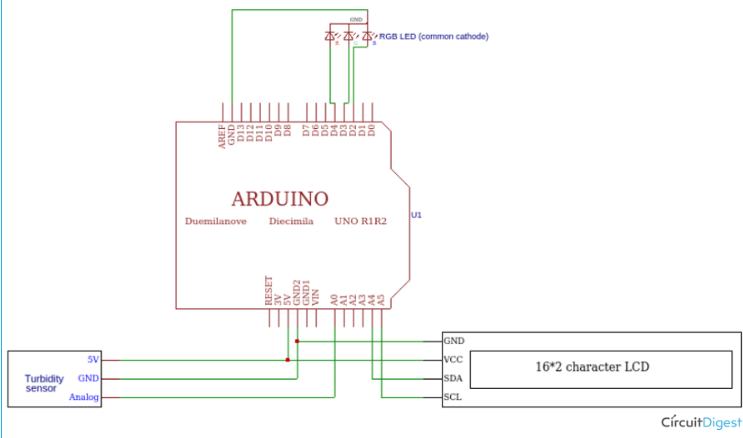 GND
R G B
RGB LED (common cathode)
AREF GND D13 D12 D11 D10 D9 D8 D7 D6 D5 D4 D3 D2 D1 D0
ARDUINO
Duemilanove Diecimila UNO R1R2
U1
RESET 3V 5V GND2 GND1 VIN A0 A1 A2 A3 A4 A5
GND
5V VCC
16*2 character LCD
Turbidity
sensor
GND SDA
Analog SCL
CircuitDigest